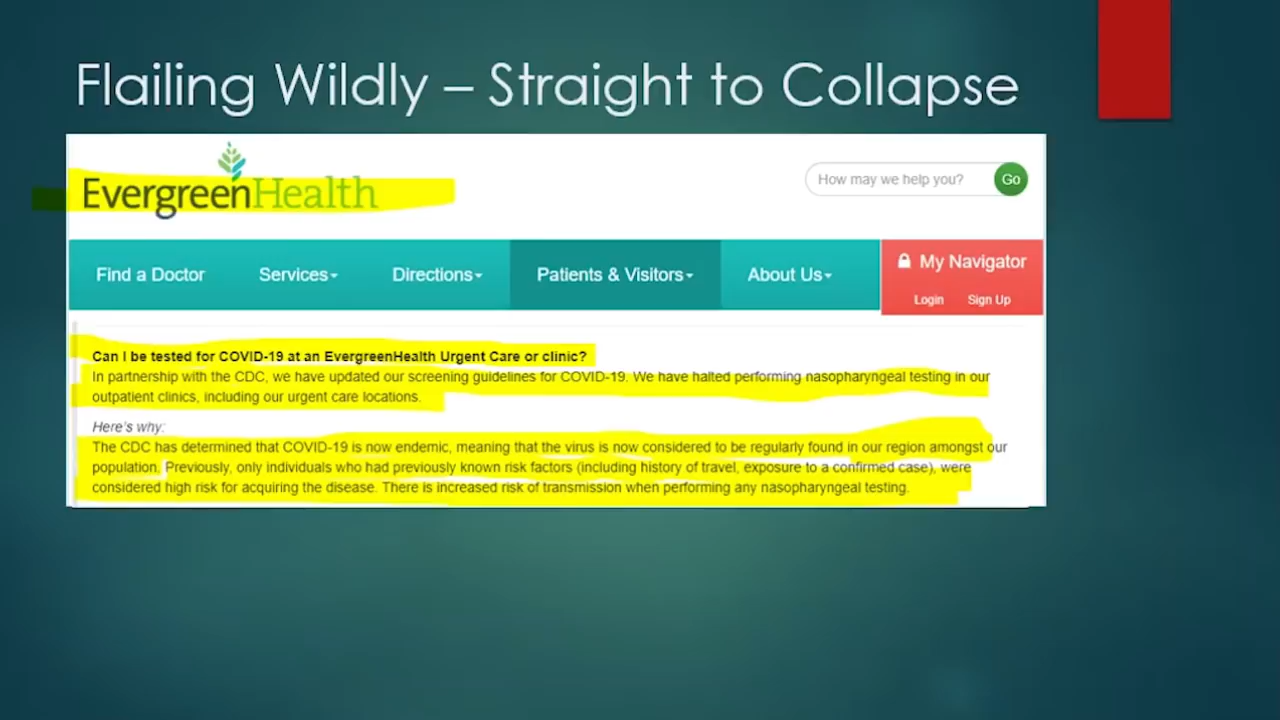 Flailing Wildly – Straight to Collapse
EvergreenHealth
How may we help you?
Go
Find a Doctor
Services
Directions
Patients & Visitors
About Us
My Navigator
Login
Sign Up
Can I be tested for COVID-19 at an EvergreenHealth Urgent Care or clinic?
In partnership with the CDC, we have updated our screening guidelines for COVID-19. We have halted performing nasopharyngeal testing in our
outpatient clinics, including our urgent care locations.
Here's why:
The CDC has determined that COVID-19 is now endemic, meaning that the virus is now considered to be regularly found in our region amongst our
population. Previously, only individuals who had previously known risk factors (including history of travel, exposure to a confirmed case), were
considered high risk for acquiring the disease. There is increased risk of transmission when performing any nasopharyngeal testing.